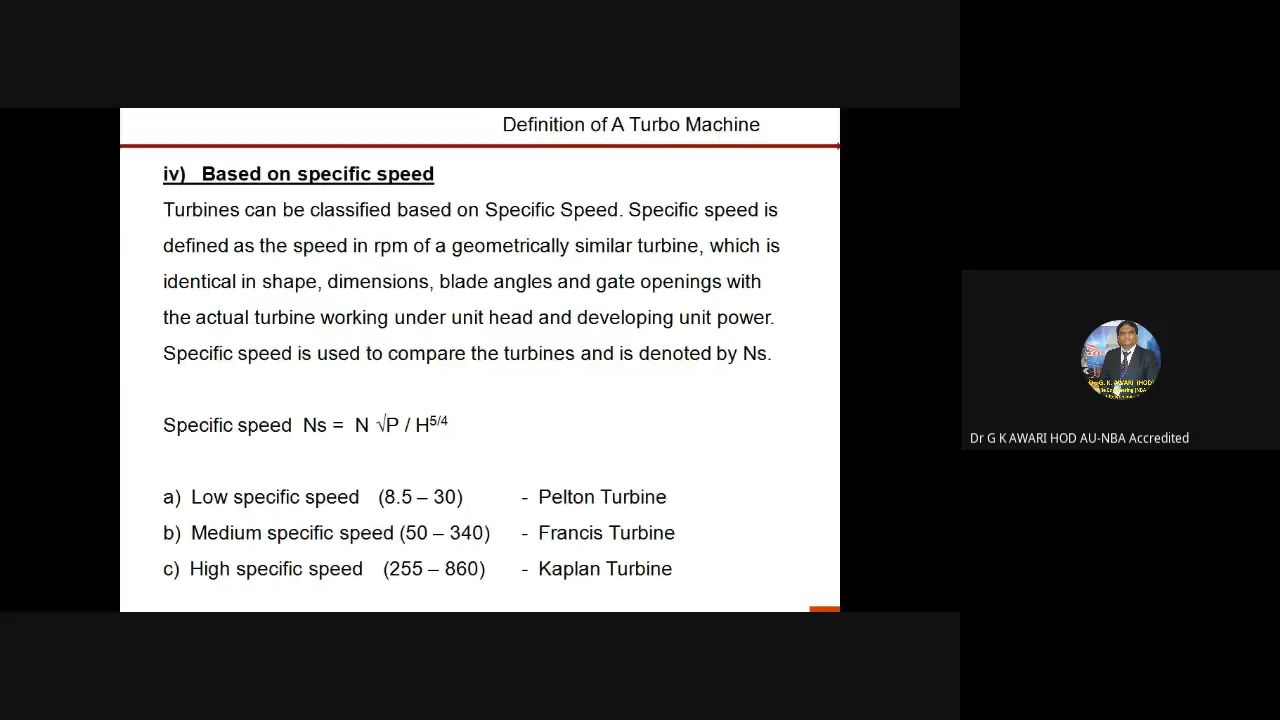 Definition of A Turbo Machine
iv) Based on specific speed
Turbines can be classified based on Specific Speed. Specific speed is
defined as the speed in rpm of a geometrically similar turbine, which is
identical in shape, dimensions, blade angles and gate openings with
the actual turbine working under unit head and developing unit power.
Specific speed is used to compare the turbines and is denoted by Ns.
Specific speed Ns = N √P / H5/4
a) Low specific speed (8.5 – 30) - Pelton Turbine
b) Medium specific speed (50 – 340) - Francis Turbine
c) High specific speed (255 – 860) - Kaplan Turbine
G. K. AWARI (HOD)
Dr G K AWARI HOD AU-NBA Accredited